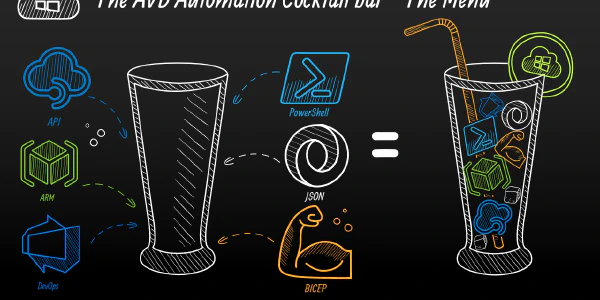 The AVD Automation Cocktail bar - The Menu
API
PowerShell
ARM
JSON
DevOps
BICEP